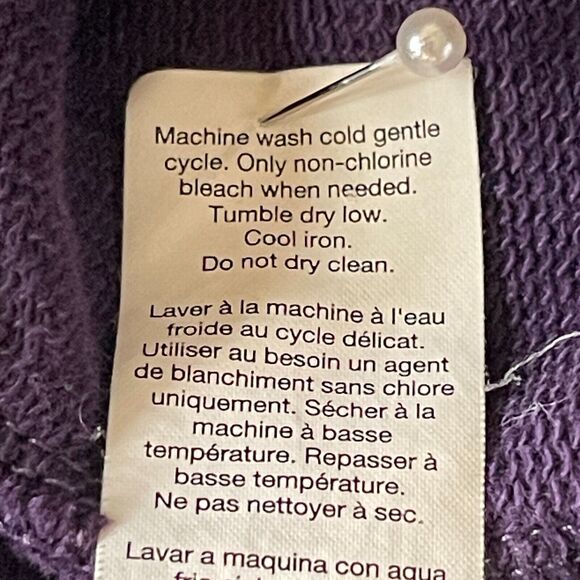 Machine wash cold gentle
cycle. Only non-chlorine
bleach when needed.
Tumble dry low.
Cool iron.
Do not dry clean.
Laver à la machine à l'eau
froide au cycle délicat.
Utiliser au besoin un agent
de blanchiment sans chlore
uniquement. Sécher à la
machine à basse
température. Repasser à
basse température.
Ne pas nettoyer à sec.
Lavar a maquina con agua